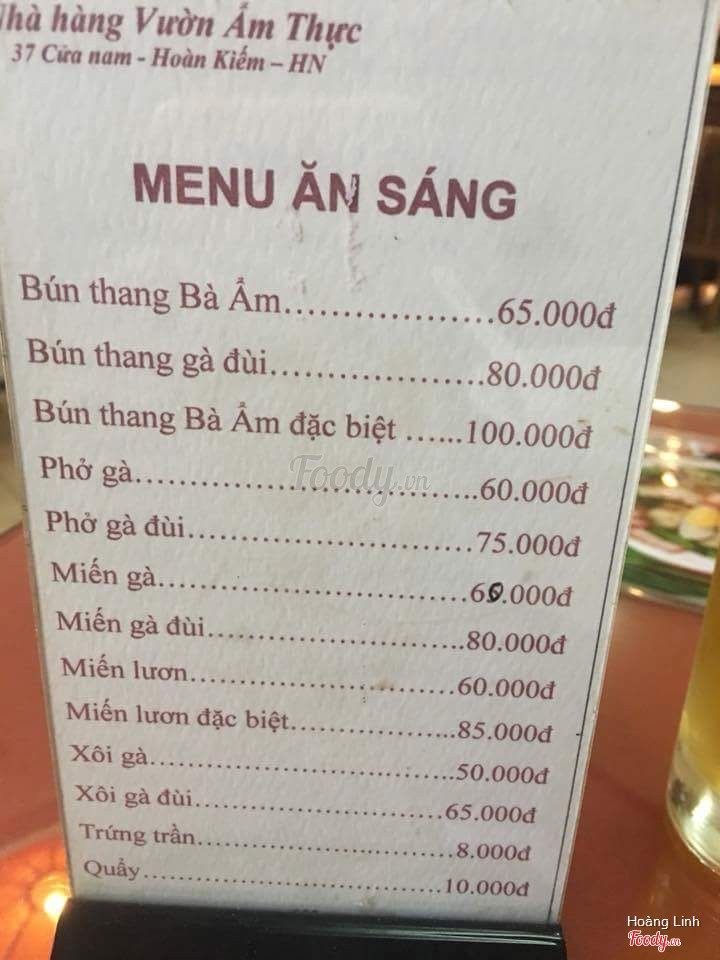 Nhà hàng Vườn Ẩm Thực
37 Cửa nam - Hoàn Kiếm – HN
MENU ĂN SÁNG
Bún thang Bà Ẩm..................65.000đ
Bún thang gà đùi...................80.000đ
Bún thang Bà Ẩm đặc biệt ......100.000đ
Phở gà...............................60.000đ
Phở gà đùi..........................75.000đ
Miến gà.............................60.000đ
Miến gà đùi........................80.000đ
Miến lươn..........................60.000đ
Miến lươn đặc biệt................85.000đ
Xôi gà..............................50.000đ
Xôi gà đùi.........................65.000đ
Trứng trần..........................8.000đ
Quẩy................................10.000đ
Foody.vn
Hoàng Linh
Foody.vn